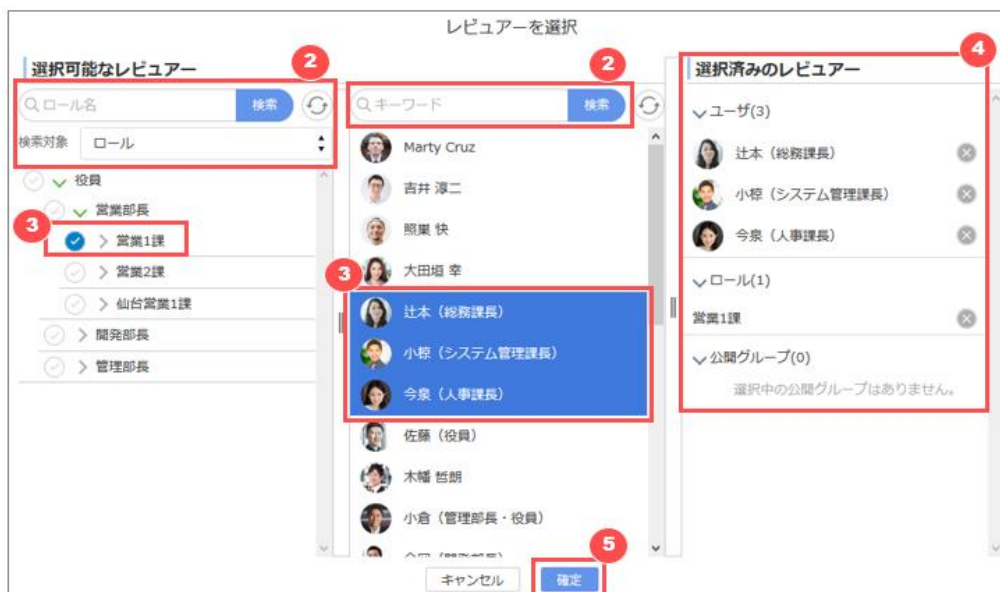 レビュアーを選択
選択可能なレビュアー
2
ロール名
検索
検索対象
ロール
役員
営業部長
3
営業1課
営業2課
仙台営業1課
開発部長
管理部長
2
キーワード
検索
Marty Cruz
吉井 淳二
照巣 快
大田垣 幸
3
辻本（総務課長）
小椋（システム管理課長）
今泉（人事課長）
佐藤（役員）
木幡 哲朗
小倉（管理部長・役員）
4
選択済みのレビュアー
ユーザ(3)
辻本（総務課長）
小椋（システム管理課長）
今泉（人事課長）
ロール(1)
営業1課
公開グループ(0)
選択中の公開グループはありません。
5
キャンセル
確定